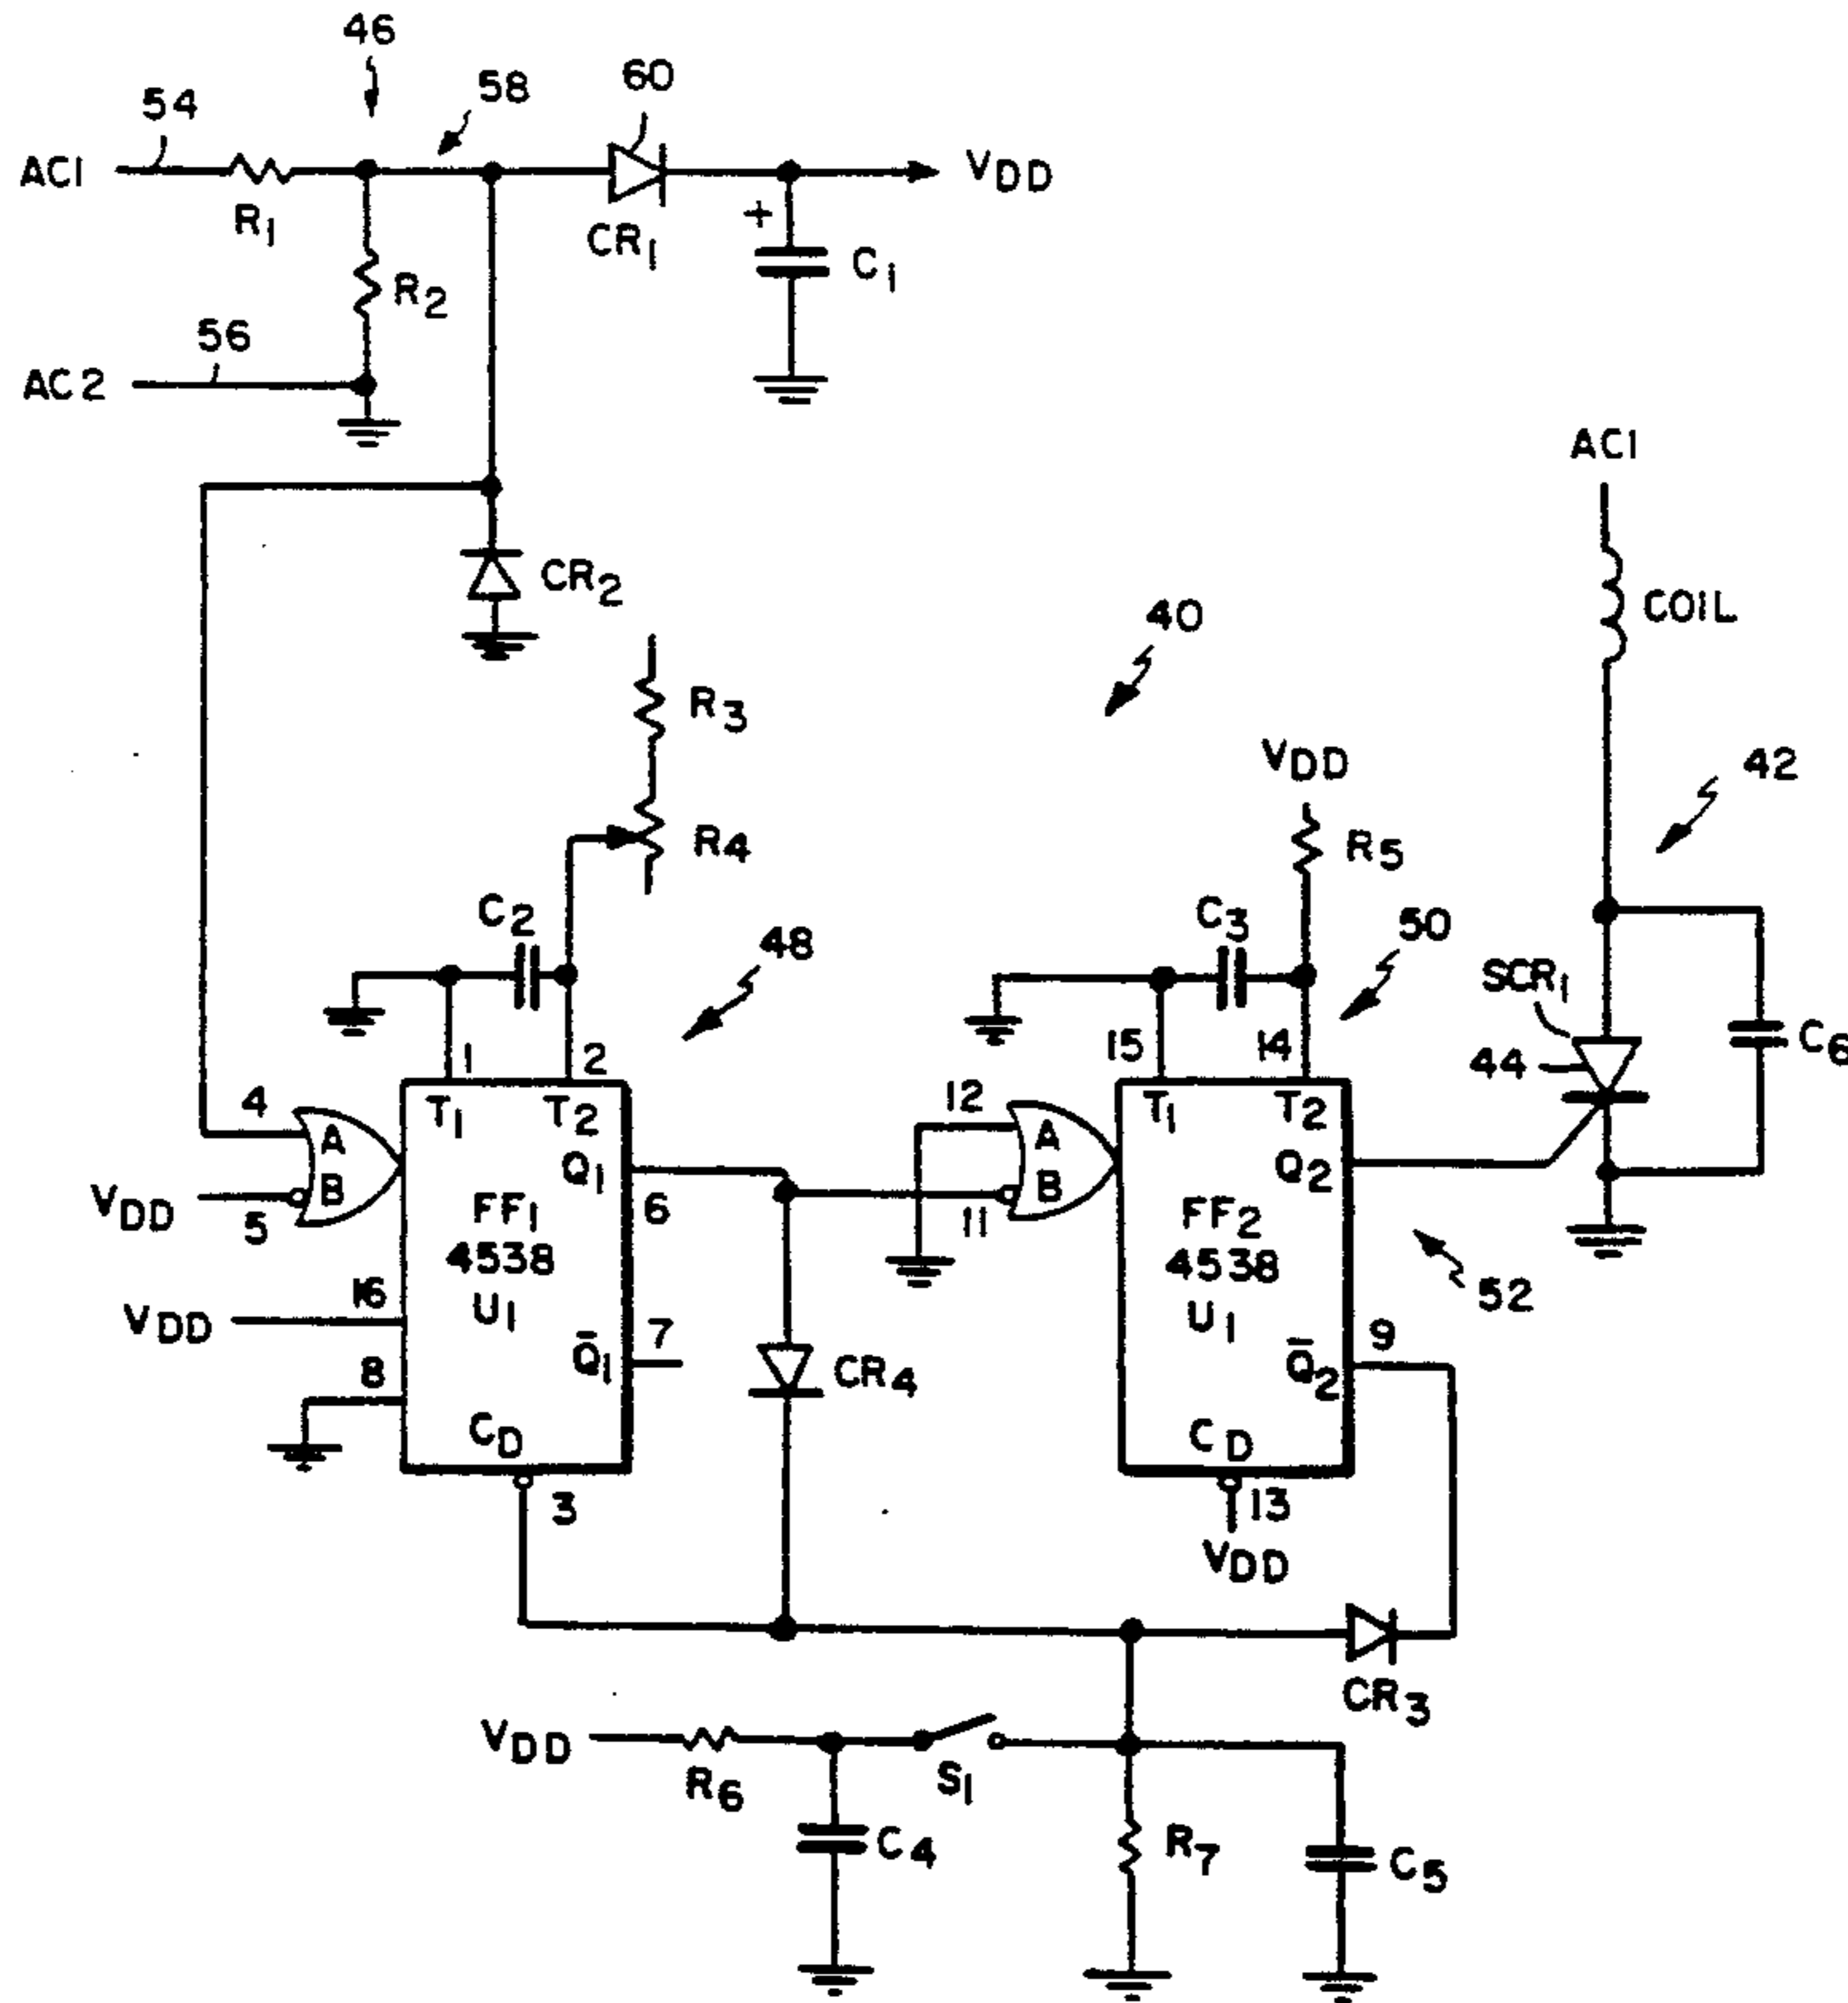 46
54
58
60
AC1
R1
CR1
VDD
+
C1
R2
56
AC2
AC1
CR2
COIL
40
R3
VDD
42
R4
R5
C2
48
C3
50
SCR1
44
C6
1
2
15
14
4
A
B
T1
T2
12
A
B
T1
T2
Q1
Q2
VDD
5
6
11
FF1
4538
U1
FF2
4538
U1
52
16
VDD
7
Q̅1
9
Q̅2
8
CR4
CD
CD
3
13
VDD
CR3
VDD
R6
S1
C4
R7
C5